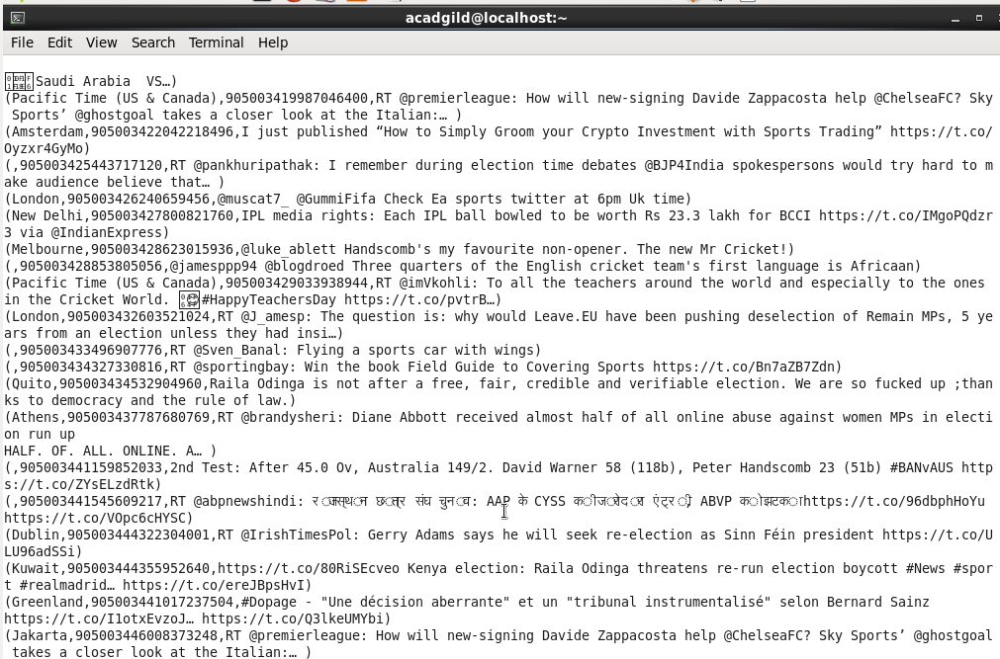 acadgild@localhost:~
File Edit View Search Terminal Help
Saudi Arabia  VS…)
(Pacific Time (US & Canada),905003419987046400,RT @premierleague: How will new-signing Davide Zappacosta help @ChelseaFC? Sky
 Sports’ @ghostgoal takes a closer look at the Italian:… )
(Amsterdam,905003422042218496,I just published “How to Simply Groom your Crypto Investment with Sports Trading” https://t.co/
Oyzxr4GyMo)
(,905003425443717120,RT @pankhuripathak: I remember during election time debates @BJP4India spokespersons would try hard to m
ake audience believe that… )
(London,905003426240659456,@muscat7_ @GummiFifa Check Ea sports twitter at 6pm Uk time)
(New Delhi,905003427800821760,IPL media rights: Each IPL ball bowled to be worth Rs 23.3 lakh for BCCI https://t.co/IMgoPQdzr
3 via @IndianExpress)
(Melbourne,905003428623015936,@luke_ablett Handscomb's my favourite non-opener. The new Mr Cricket!)
(,905003428853805056,@jamesppp94 @blogdroed Three quarters of the English cricket team's first language is Africaan)
(Pacific Time (US & Canada),905003429033938944,RT @imVkohli: To all the teachers around the world and especially to the ones
in the Cricket World. #HappyTeachersDay https://t.co/pvtrB…)
(London,905003432603521024,RT @J_amesp: The question is: why would Leave.EU have been pushing deselection of Remain MPs, 5 ye
ars from an election unless they had insi…)
(,905003433496907776,RT @Sven_Banal: Flying a sports car with wings)
(,905003434327330816,RT @sportingbay: Win the book Field Guide to Covering Sports https://t.co/Bn7aZB7Zdn)
(Quito,905003434532904960,Raila Odinga is not after a free, fair, credible and verifiable election. We are so fucked up ;than
ks to democracy and the rule of law.)
(Athens,905003437787680769,RT @brandysheri: Diane Abbott received almost half of all online abuse against women MPs in electi
on run up
HALF. OF. ALL. ONLINE. A… )
(,905003441159852033,2nd Test: After 45.0 Ov, Australia 149/2. David Warner 58 (118b), Peter Handscomb 23 (51b) #BANvAUS http
s://t.co/ZYsELzdRtk)
(,905003441545609217,RT @abpnewshindi: राजस्थान छात्र संघ चुनाव: AAP के CYSS की जोरदार एंट्री, ABVP को झटका https://t.co/96dbphHoYu
https://t.co/VOpc6cHYSC)
(Dublin,905003444322304001,RT @IrishTimesPol: Gerry Adams says he will seek re-election as Sinn Féin president https://t.co/U
LU96adSSi)
(Kuwait,905003444355952640,https://t.co/80RiSEcveo Kenya election: Raila Odinga threatens re-run election boycott #News #spor
t #realmadrid… https://t.co/ereJBpsHvI)
(Greenland,905003441017237504,#Dopage - "Une décision aberrante" et un "tribunal instrumentalisé" selon Bernard Sainz
https://t.co/I1otxEvzoJ… https://t.co/Q3lkeUMYbi)
(Jakarta,905003446008373248,RT @premierleague: How will new-signing Davide Zappacosta help @ChelseaFC? Sky Sports’ @ghostgoal
 takes a closer look at the Italian:… )